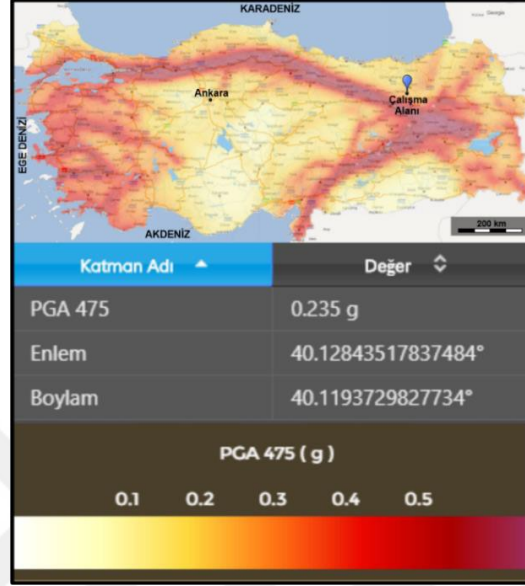 KARADENİZ
Ankara
Çalışma
Alanı
EGE DENİZİ
AKDENİZ
200 km
Katman Adı
Değer
PGA 475
0.235 g
Enlem
40.12843517837484°
Boylam
40.1193729827734°
PGA 475 ( g )
0.1 0.2 0.3 0.4 0.5